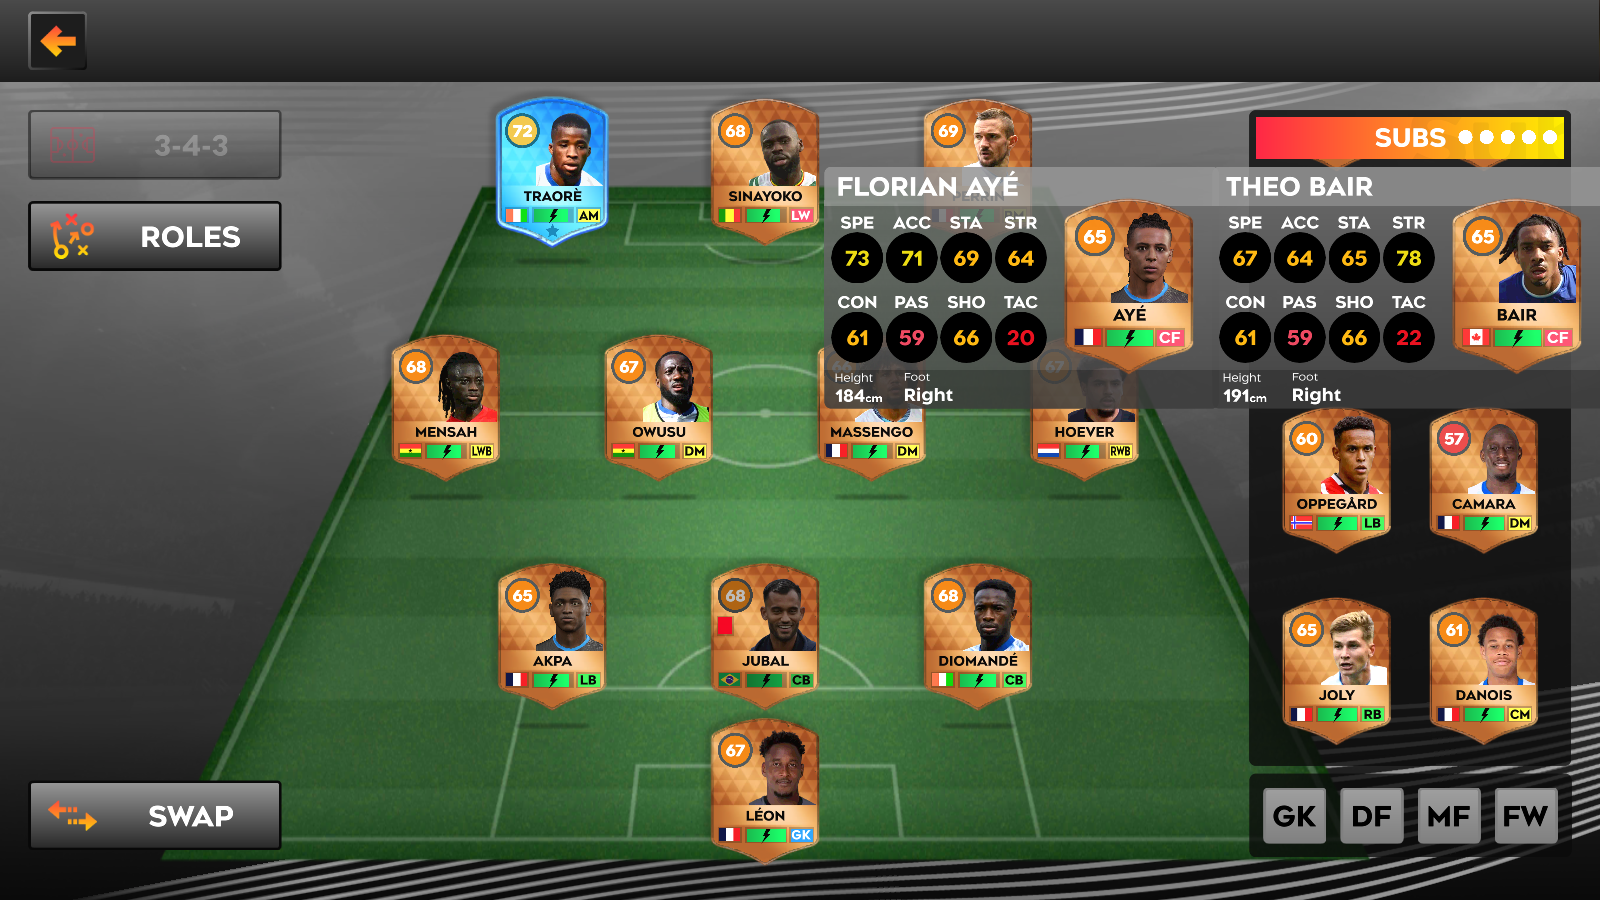 3-4-3
ROLES
SWAP
72
TRAORÈ
AM
68
SINAYOKO
LW
69
PERRIN
SUBS
FLORIAN AYÉ
SPE ACC STA STR
73 71 69 64
CON PAS SHO TAC
61 59 66 20
Height Foot
184cm Right
65
AYÉ
CF
THEO BAIR
SPE ACC STA STR
67 64 65 78
CON PAS SHO TAC
61 59 66 22
Height Foot
191cm Right
65
BAIR
CF
68
MENSAH
LWB
67
OWUSU
DM
MASSENGO
DM
67
HOEVER
RWB
60
OPPEGÅRD
LB
57
CAMARA
DM
65
AKPA
LB
68
JUBAL
CB
68
DIOMANDÉ
CB
65
JOLY
RB
61
DANOIS
CM
67
LÉON
GK
GK DF MF FW